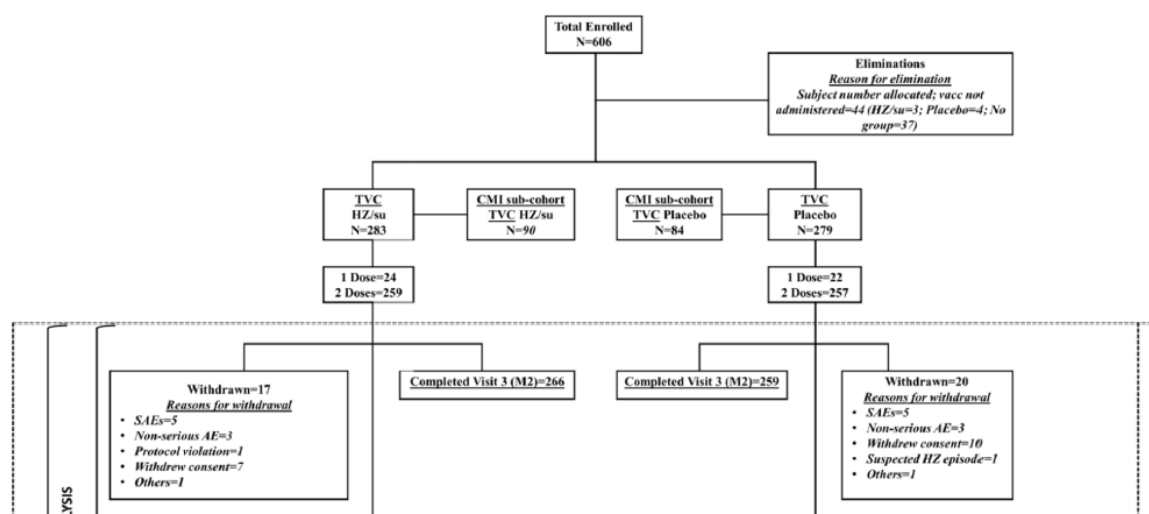 Total Enrolled
N=606
Eliminations
Reason for elimination
Subject number allocated; vacc not
administered=44 (HZ/su=3; Placebo=4; No
group=37)
TVC
HZ/su
N=283
CMI sub-cohort
TVC HZ/su
N=90
CMI sub-cohort
TVC Placebo
N=84
TVC
Placebo
N=279
1 Dose=24
2 Doses=259
1 Dose=22
2 Doses=257
Withdrawn=17
Reasons for withdrawal
• SAEs=5
• Non-serious AE=3
• Protocol violation=1
• Withdrew consent=7
• Others=1
Completed Visit 3 (M2)=266
Completed Visit 3 (M2)=259
Withdrawn=20
Reasons for withdrawal
• SAEs=5
• Non-serious AE=3
• Withdrew consent=10
• Suspected HZ episode=1
• Others=1
LYSIS